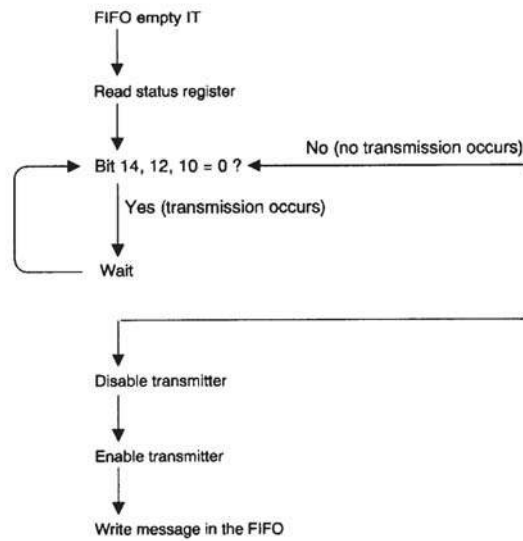 FIFO empty IT
Read status register
No (no transmission occurs)
Bit 14, 12, 10 = 0 ?
Yes (transmission occurs)
Wait
Disable transmitter
Enable transmitter
Write message in the FIFO